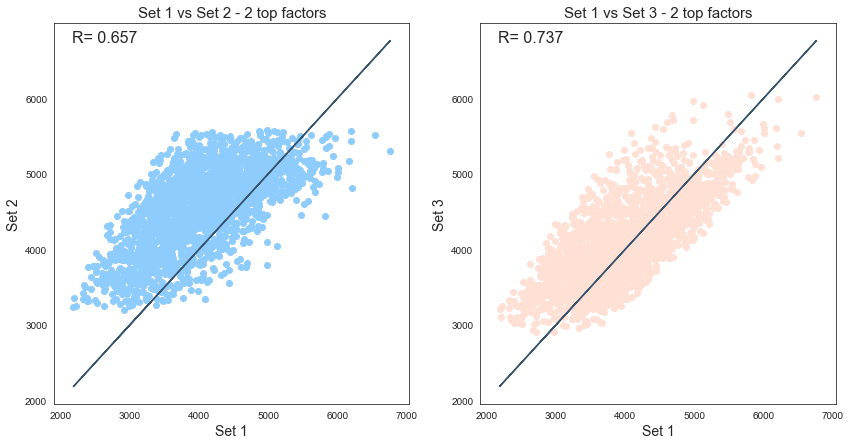 Set 1 vs Set 2 - 2 top factors
R= 0.657
6000
5000
4000
3000
2000
Set 2
2000 3000 4000 5000 6000 7000
Set 1
Set 1 vs Set 3 - 2 top factors
R= 0.737
6000
5000
4000
3000
2000
Set 3
2000 3000 4000 5000 6000 7000
Set 1